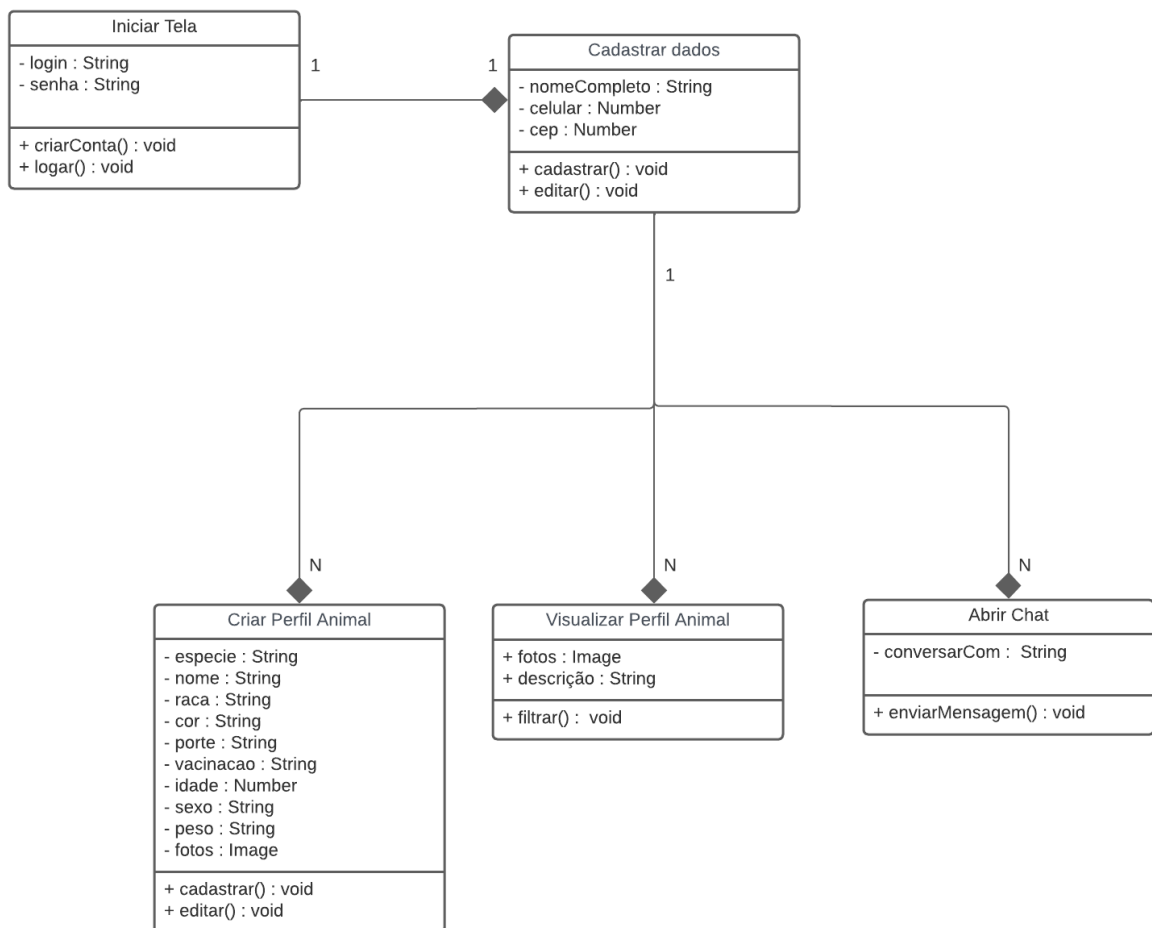 Iniciar Tela
- login : String
- senha : String
+ criarConta() : void
+ logar() : void
1
1
Cadastrar dados
- nomeCompleto : String
- celular : Number
- cep : Number
+ cadastrar() : void
+ editar() : void
1
N
N
N
Criar Perfil Animal
- especie : String
- nome : String
- raca : String
- cor : String
- porte : String
- vacinacao : String
- idade : Number
- sexo : String
- peso : String
- fotos : Image
+ cadastrar() : void
+ editar() : void
Visualizar Perfil Animal
+ fotos : Image
+ descrição : String
+ filtrar() :  void
Abrir Chat
- conversarCom :  String
+ enviarMensagem() : void